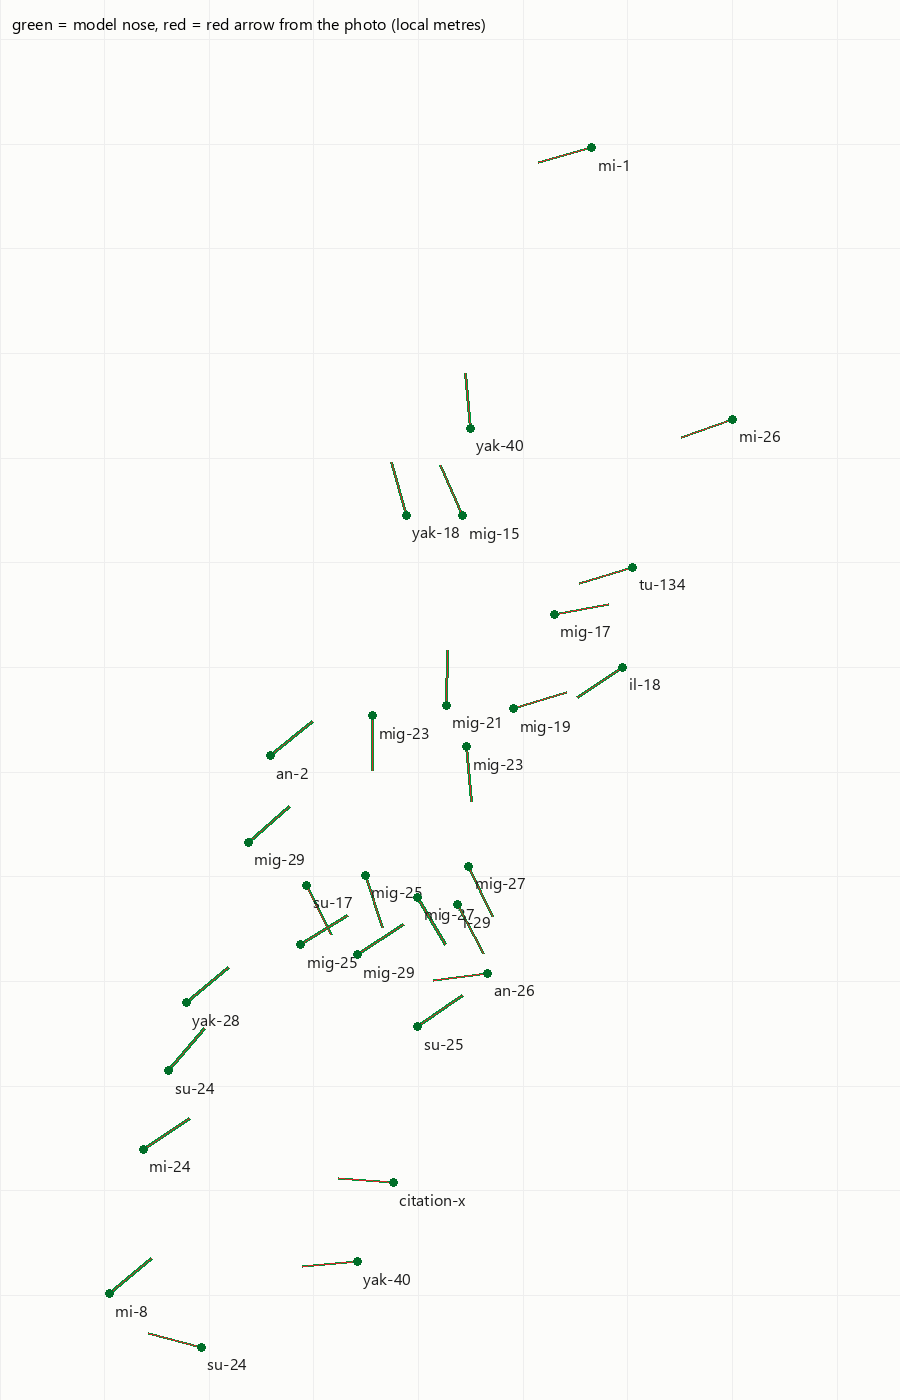 green = model nose, red = red arrow from the photo (local metres)
mi-1
mi-26
yak-40
yak-18
mig-15
tu-134
mig-17
il-18
mig-21
mig-19
mig-23
mig-23
an-2
mig-29
mig-27
su-17
mig-25
mig-27
l-29
mig-25
mig-29
an-26
yak-28
su-25
su-24
mi-24
citation-x
yak-40
mi-8
su-24